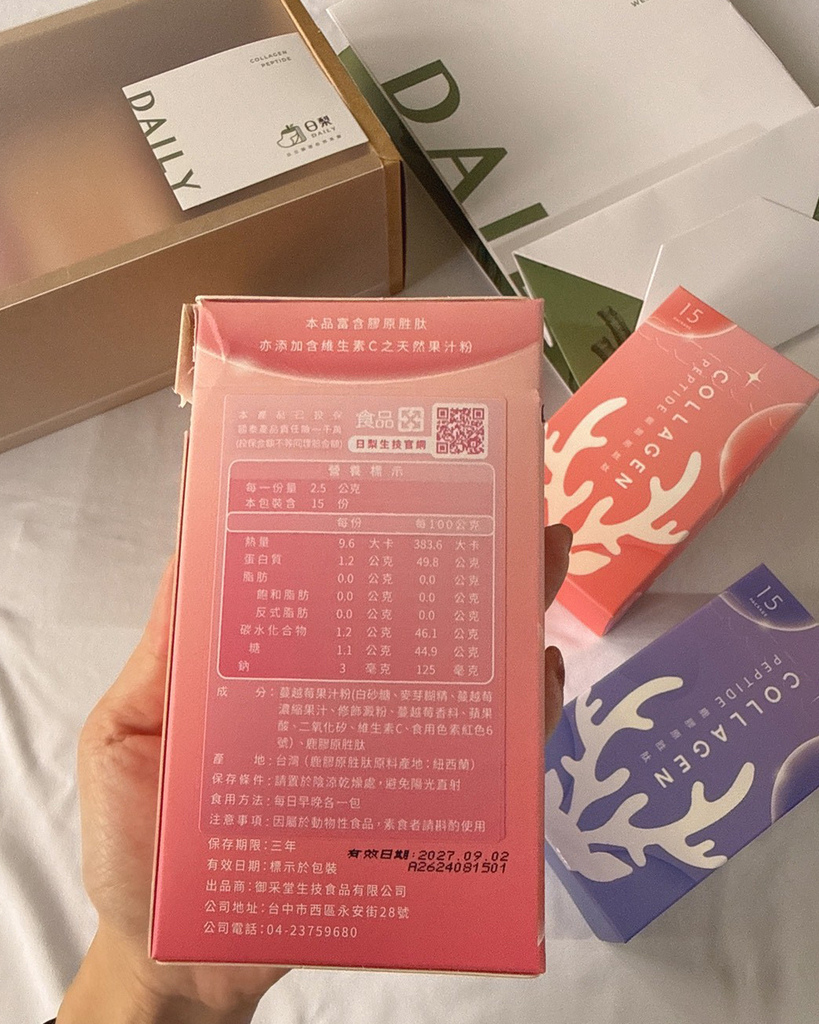 COLLAGEN
PEPTIDE
DAILY
日梨
DAILY
WE
DAI
本品富含膠原胜肽
亦添加含維生素C之天然果汁粉
本產品已投保
國泰產品責任險一千萬
(投保金額不等同理賠金額)
食品
日梨生技官網
營養標示
每一份量 2.5 公克
本包裝含 15 份
每份 每100公克
熱量 9.6 大卡 383.6 大卡
蛋白質 1.2 公克 49.8 公克
脂肪 0.0 公克 0.0 公克
飽和脂肪 0.0 公克 0.0 公克
反式脂肪 0.0 公克 0.0 公克
碳水化合物 1.2 公克 46.1 公克
糖 1.1 公克 44.9 公克
鈉 3 毫克 125 毫克
成分:蔓越莓果汁粉(白砂糖、麥芽糊精、蔓越莓
濃縮果汁、修飾澱粉、蔓越莓香料、蘋果
酸、二氧化矽、維生素C、食用色素紅色6
號)、鹿膠原胜肽
產地:台灣(鹿膠原胜肽原料產地:紐西蘭)
保存條件:請置於陰涼乾燥處,避免陽光直射
食用方法:每日早晚各一包
注意事項:因屬於動物性食品,素食者請斟酌使用
保存期限:三年
有效日期:標示於包裝
有效日期:2027.09.02
A2624081501
出品商:御采堂生技食品有限公司
公司地址:台中市西區永安街28號
公司電話:04-23759680
15
COLLAGEN
PEPTIDE
15
COLLAGEN
PEPTIDE